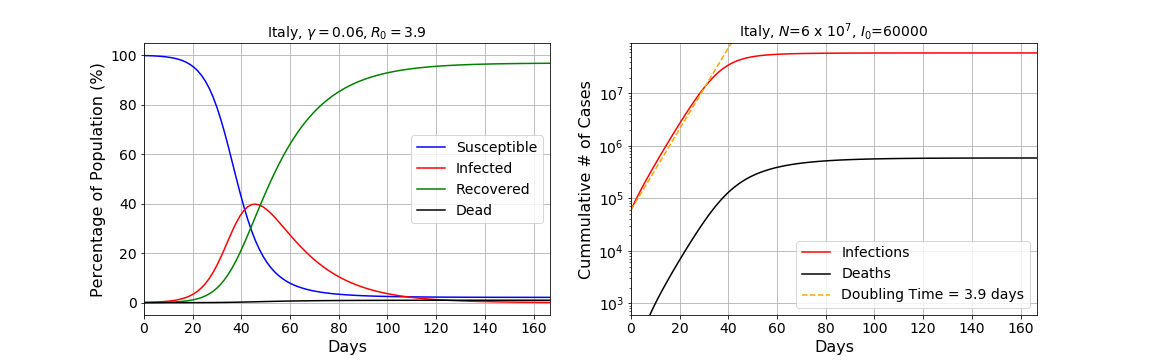 Italy, γ = 0.06, R₀ = 3.9
Percentage of Population (%)
100
80
60
40
20
0
Susceptible
Infected
Recovered
Dead
0 20 40 60 80 100 120 140 160
Days
Italy, N=6 x 10⁷, I₀=60000
Cummulative # of Cases
10⁷
10⁶
10⁵
10⁴
10³
Infections
Deaths
Doubling Time = 3.9 days
0 20 40 60 80 100 120 140 160
Days